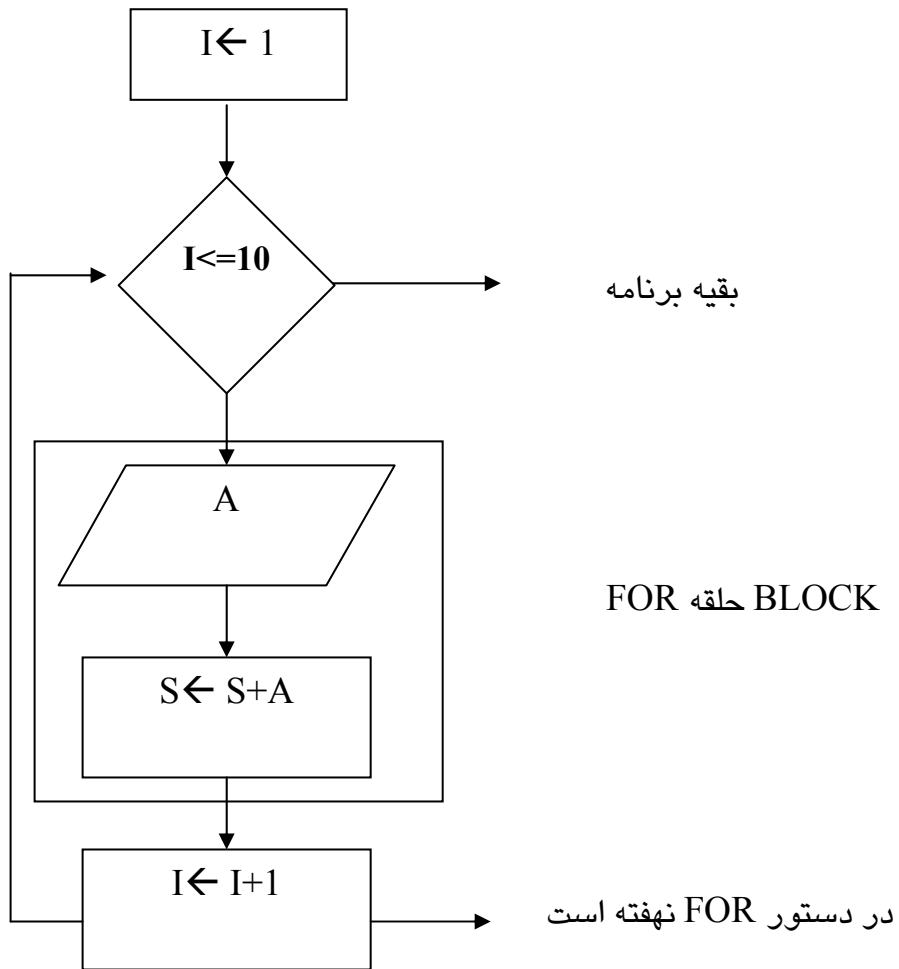 I← 1
I<=10
بقیه برنامه
A
BLOCK حلقه FOR
S← S+A
I← I+1
در دستور FOR نهفته است